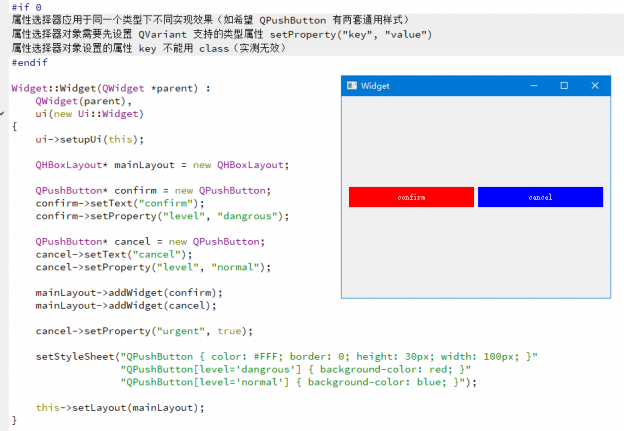 #if 0
属性选择器应用于同一个类型下不同实现效果（如希望 QPushButton 有两套通用样式）
属性选择器对象需要先设置 QVariant 支持的类型属性 setProperty("key", "value")
属性选择器对象设置的属性 key 不能用 class（实测无效）
#endif
Widget::Widget(QWidget *parent) :
    QWidget(parent),
    ui(new Ui::Widget)
{
    ui->setupUi(this);
    QHBoxLayout* mainLayout = new QHBoxLayout;
    QPushButton* confirm = new QPushButton;
    confirm->setText("confirm");
    confirm->setProperty("level", "dangrous");
    QPushButton* cancel = new QPushButton;
    cancel->setText("cancel");
    cancel->setProperty("level", "normal");
    mainLayout->addWidget(confirm);
    mainLayout->addWidget(cancel);
    cancel->setProperty("urgent", true);
    setStyleSheet("QPushButton { color: #FFF; border: 0; height: 30px; width: 100px; }"
                  "QPushButton[level='dangrous'] { background-color: red; }"
                  "QPushButton[level='normal'] { background-color: blue; }");
    this->setLayout(mainLayout);
}
Widget
confirm
cancel